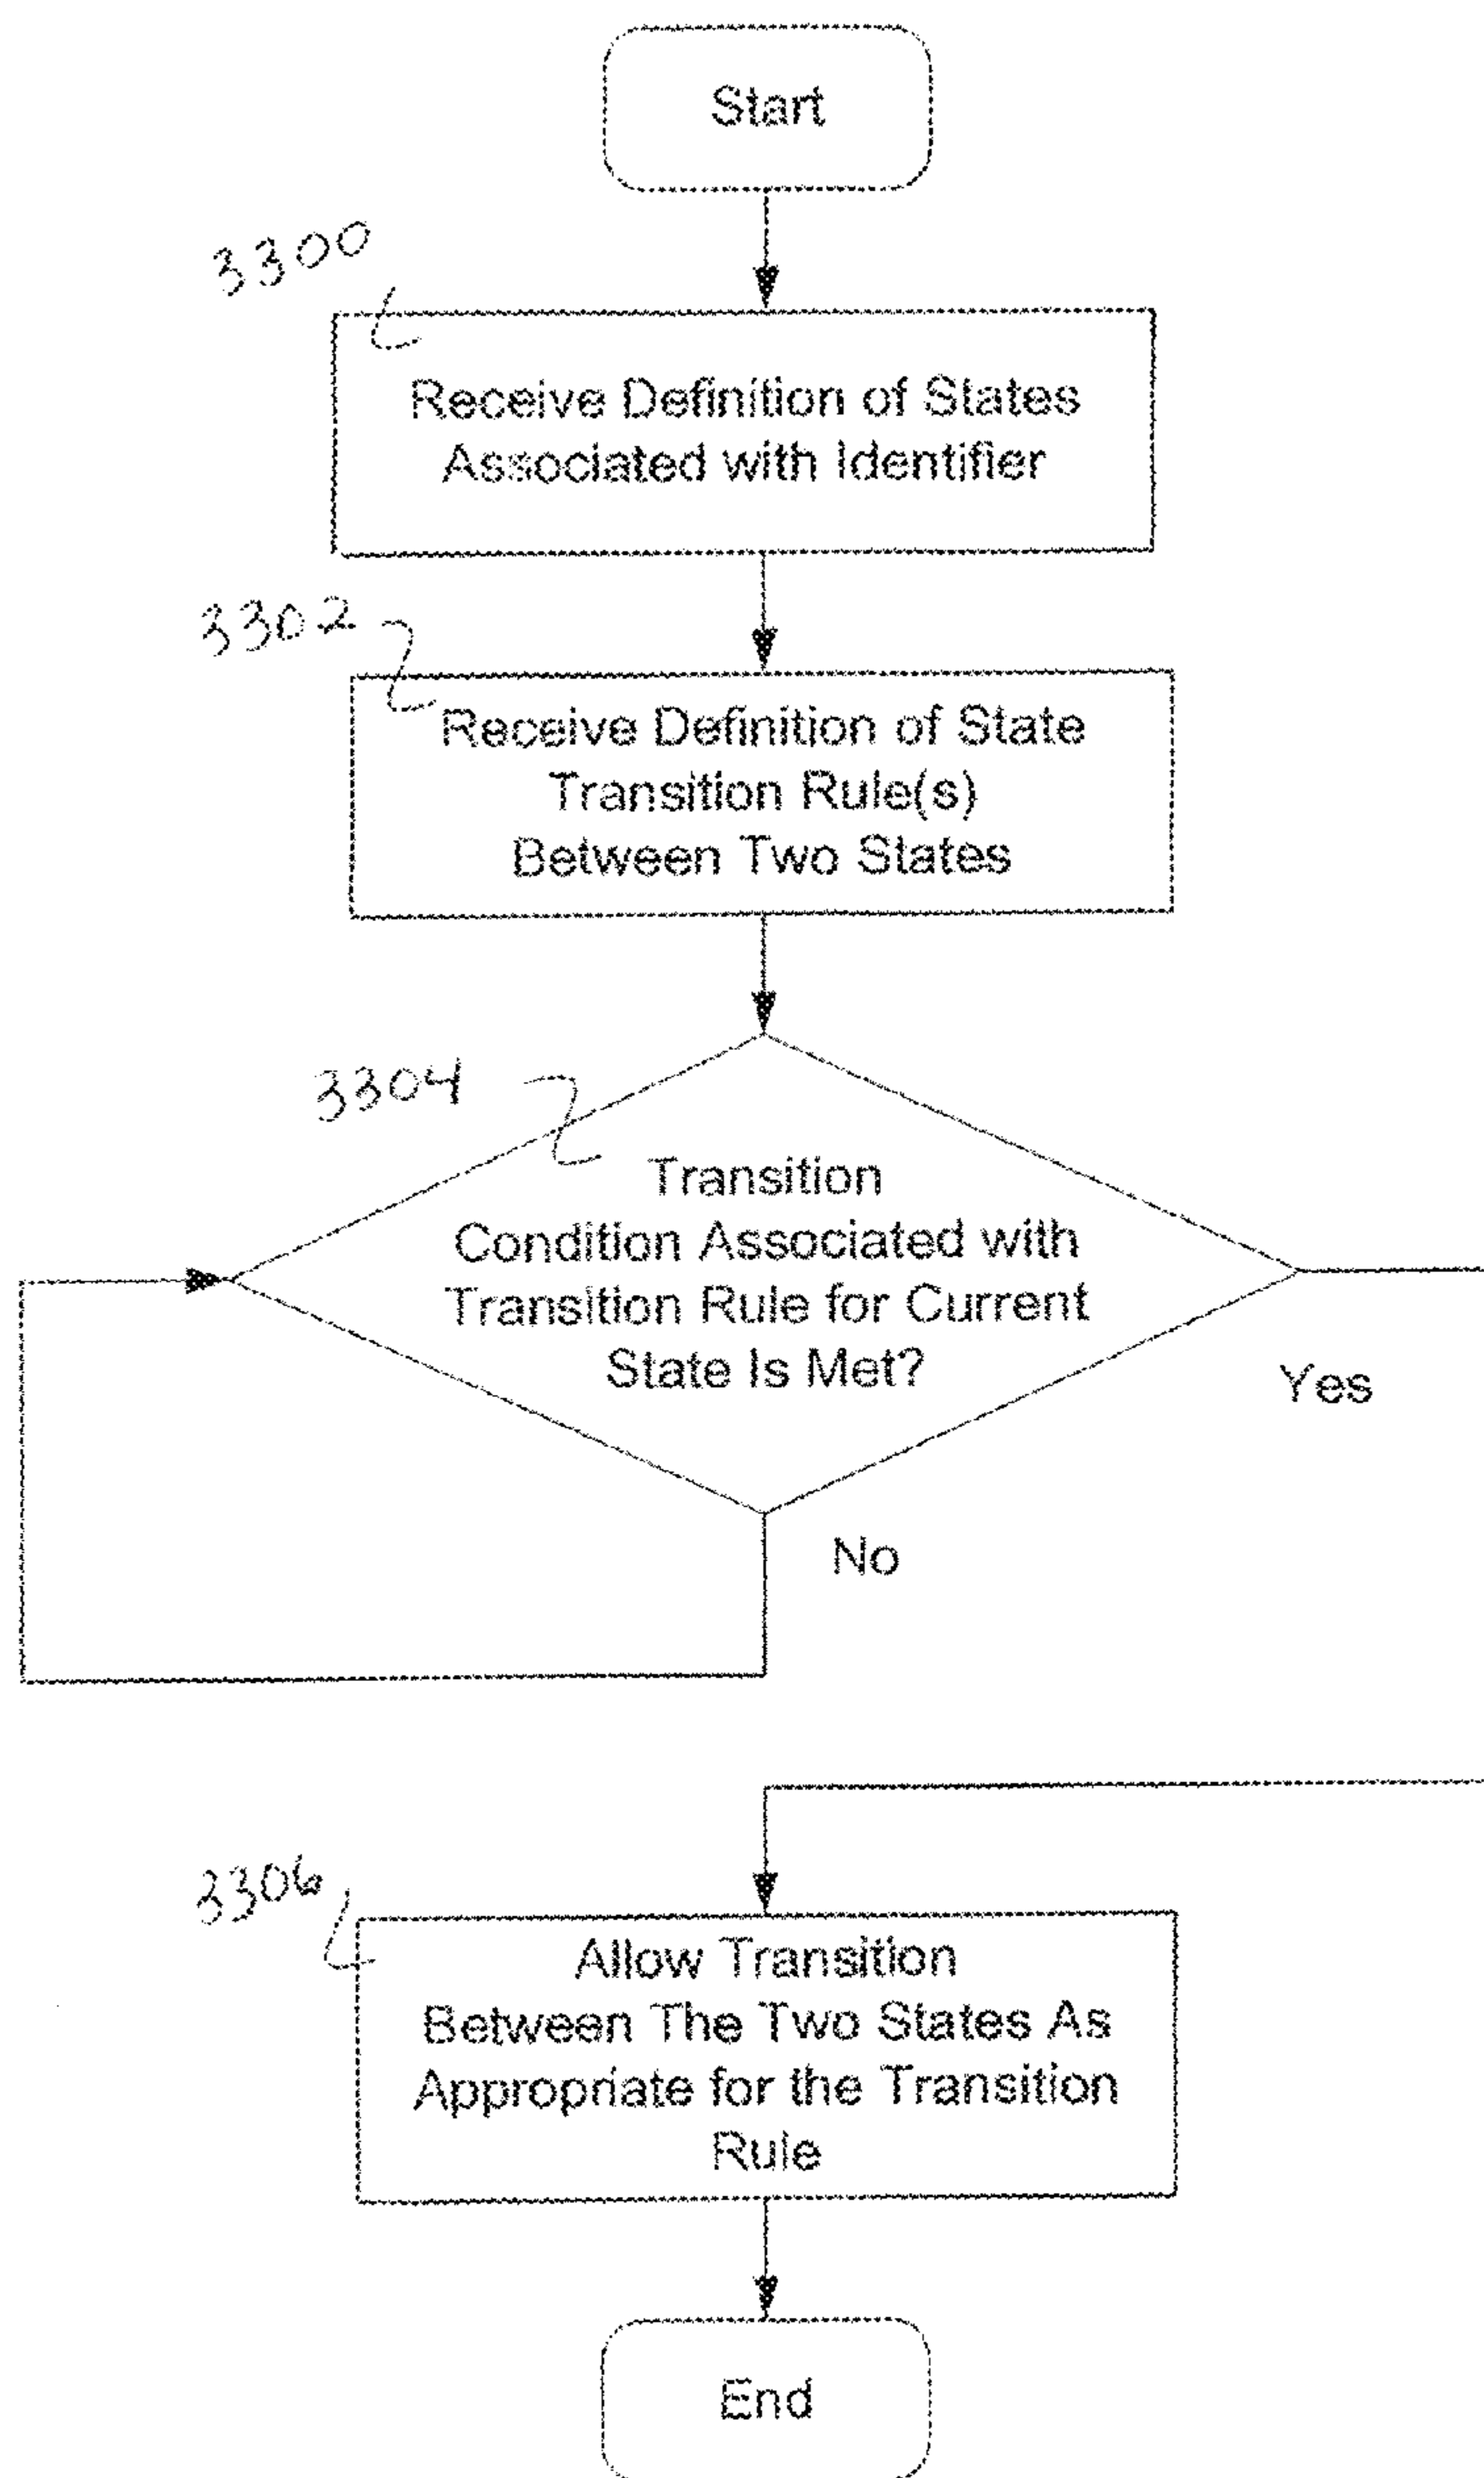 Start
3300
Receive Definition of States
Associated with Identifier
3302
Receive Definition of State
Transition Rule(s)
Between Two States
3304
Transition
Condition Associated with
Transition Rule for Current
State Is Met?
Yes
No
3306
Allow Transition
Between The Two States As
Appropriate for the Transition
Rule
End